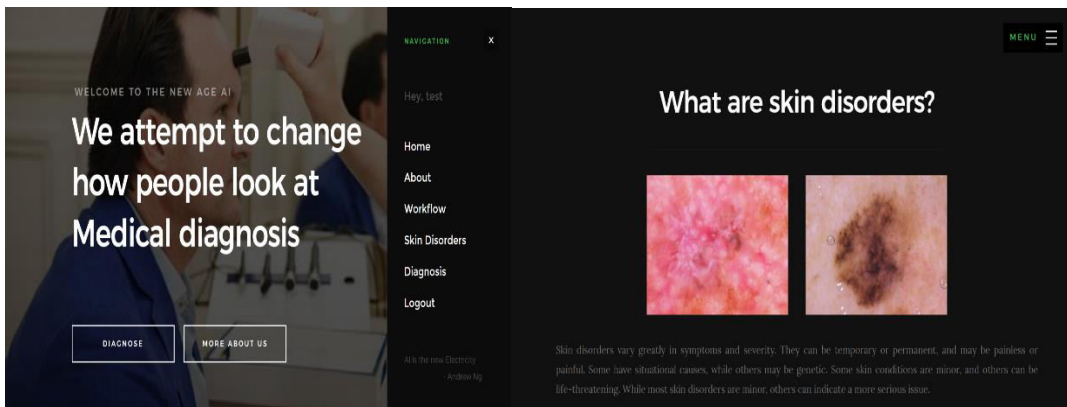 WELCOME TO THE NEW AGE AI
We attempt to change
how people look at
Medical diagnosis
DIAGNOSE
MORE ABOUT US
NAVIGATION
X
Hey, test
Home
About
Workflow
Skin Disorders
Diagnosis
Logout
AI is the new Electricity
- Andrew Ng
MENU
What are skin disorders?
Skin disorders vary greatly in symptoms and severity. They can be temporary or permanent, and may be painless or
painful. Some have situational causes, while others may be genetic. Some skin conditions are minor, and others can be
life-threatening. While most skin disorders are minor, others can indicate a more serious issue.